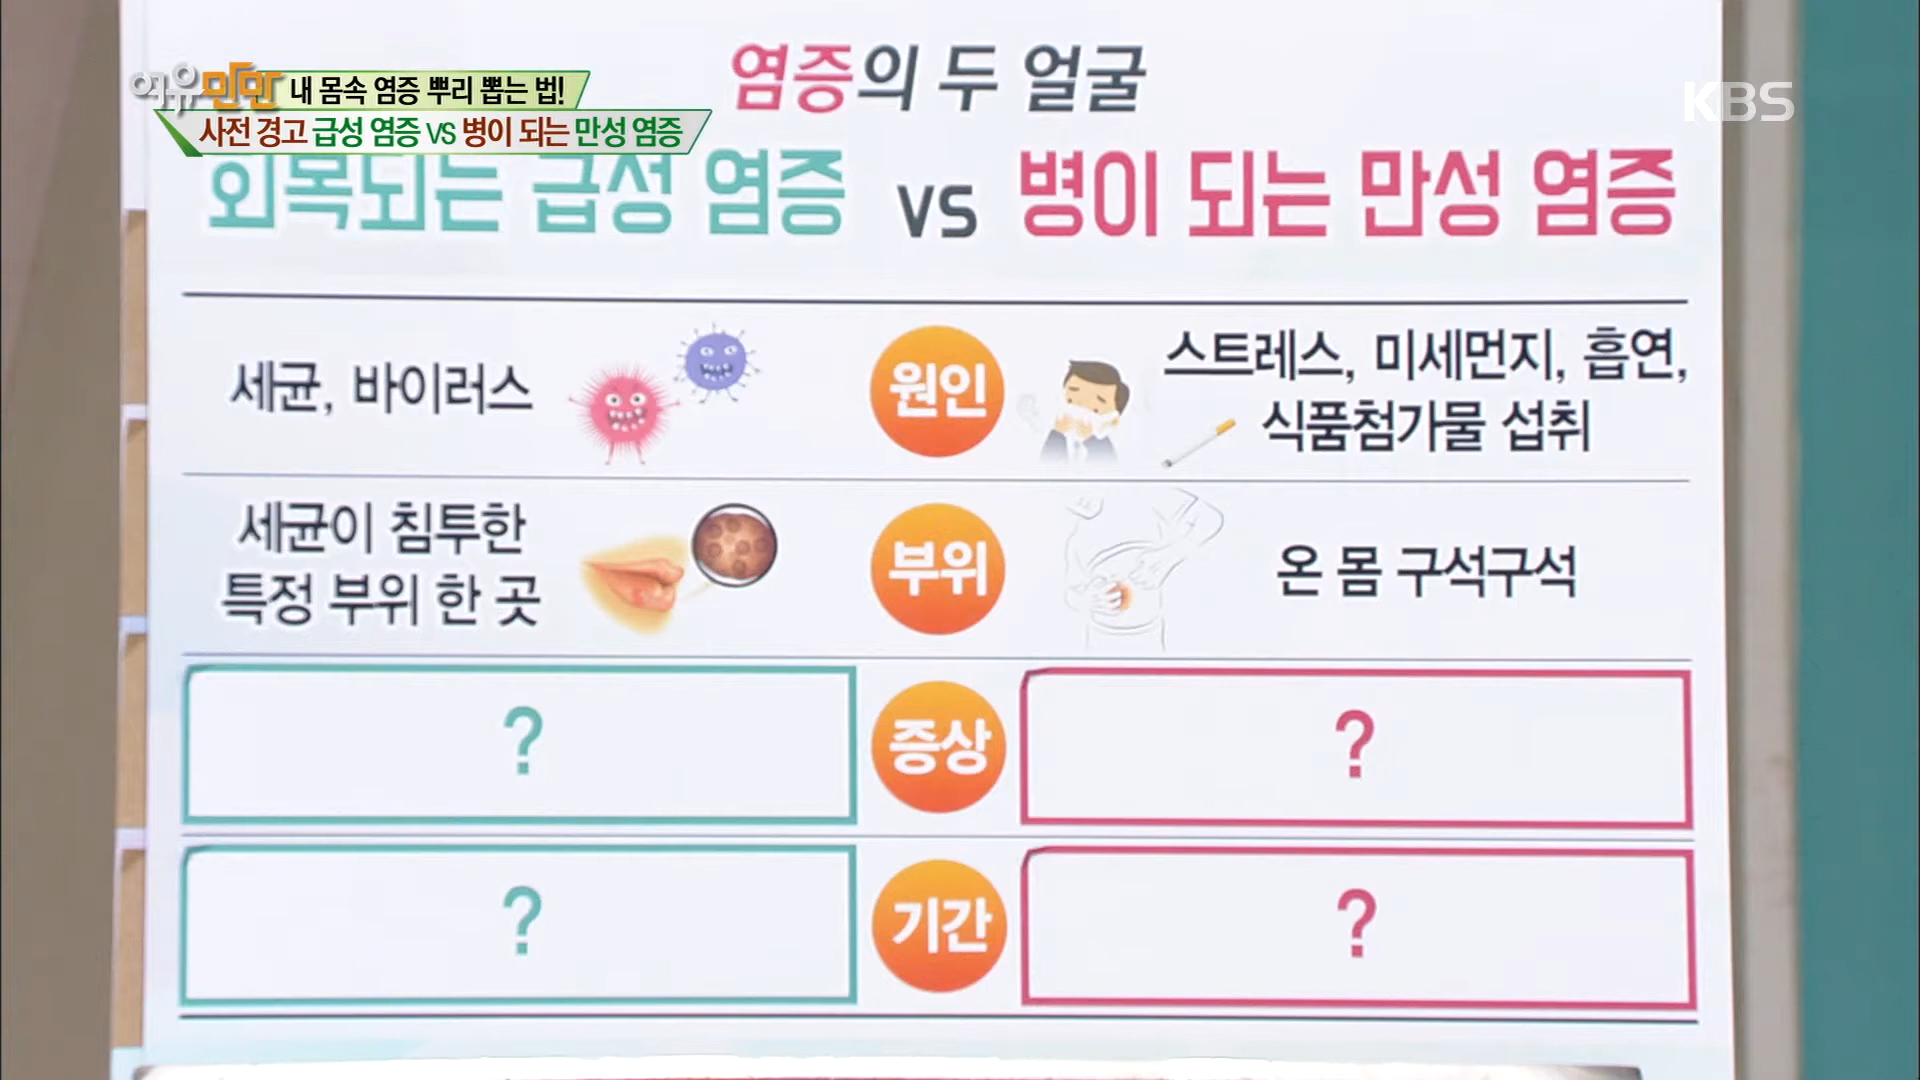 여유만만 내 몸속 염증 뿌리 뽑는 법!
사전 경고 급성 염증 VS 병이 되는 만성 염증
KBS
염증의 두 얼굴
회복되는 급성 염증 vs 병이 되는 만성 염증
세균, 바이러스
원인
스트레스, 미세먼지, 흡연,
식품첨가물 섭취
세균이 침투한
특정 부위 한 곳
부위
온 몸 구석구석
?
증상
?
?
기간
?